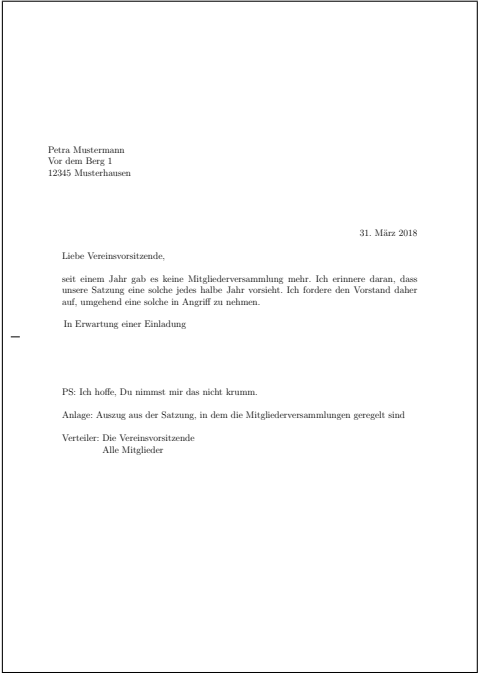 Petra Mustermann
Vor dem Berg 1
12345 Musterhausen
31. März 2018
Liebe Vereinsvorsitzende,
seit einem Jahr gab es keine Mitgliederversammlung mehr. Ich erinnere daran, dass
unsere Satzung eine solche jedes halbe Jahr vorsieht. Ich fordere den Vorstand daher
auf, umgehend eine solche in Angriff zu nehmen.
In Erwartung einer Einladung
PS: Ich hoffe, Du nimmst mir das nicht krumm.
Anlage: Auszug aus der Satzung, in dem die Mitgliederversammlungen geregelt sind
Verteiler: Die Vereinsvorsitzende
Alle Mitglieder